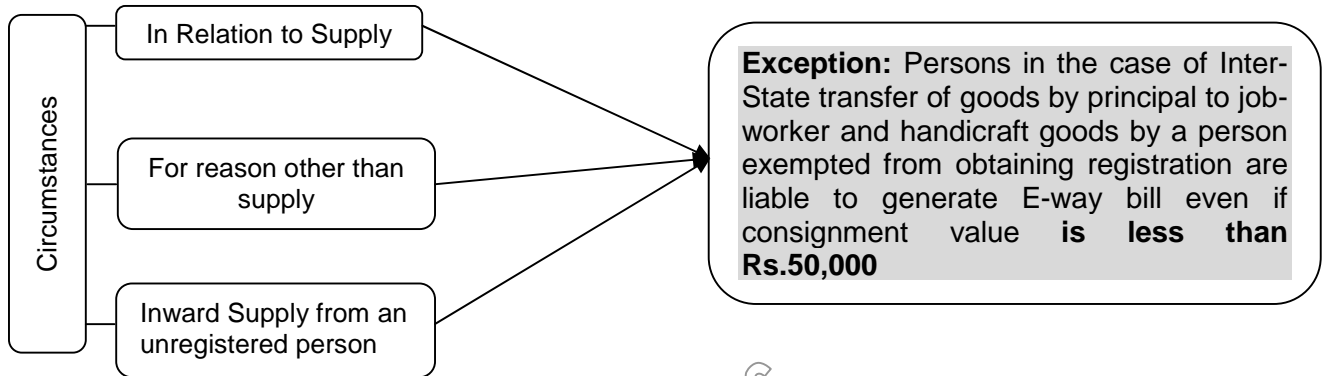 Circumstances
In Relation to Supply
For reason other than
supply
Inward Supply from an
unregistered person
Exception: Persons in the case of Inter-
State transfer of goods by principal to job-
worker and handicraft goods by a person
exempted from obtaining registration are
liable to generate E-way bill even if
consignment value is less than
Rs.50,000